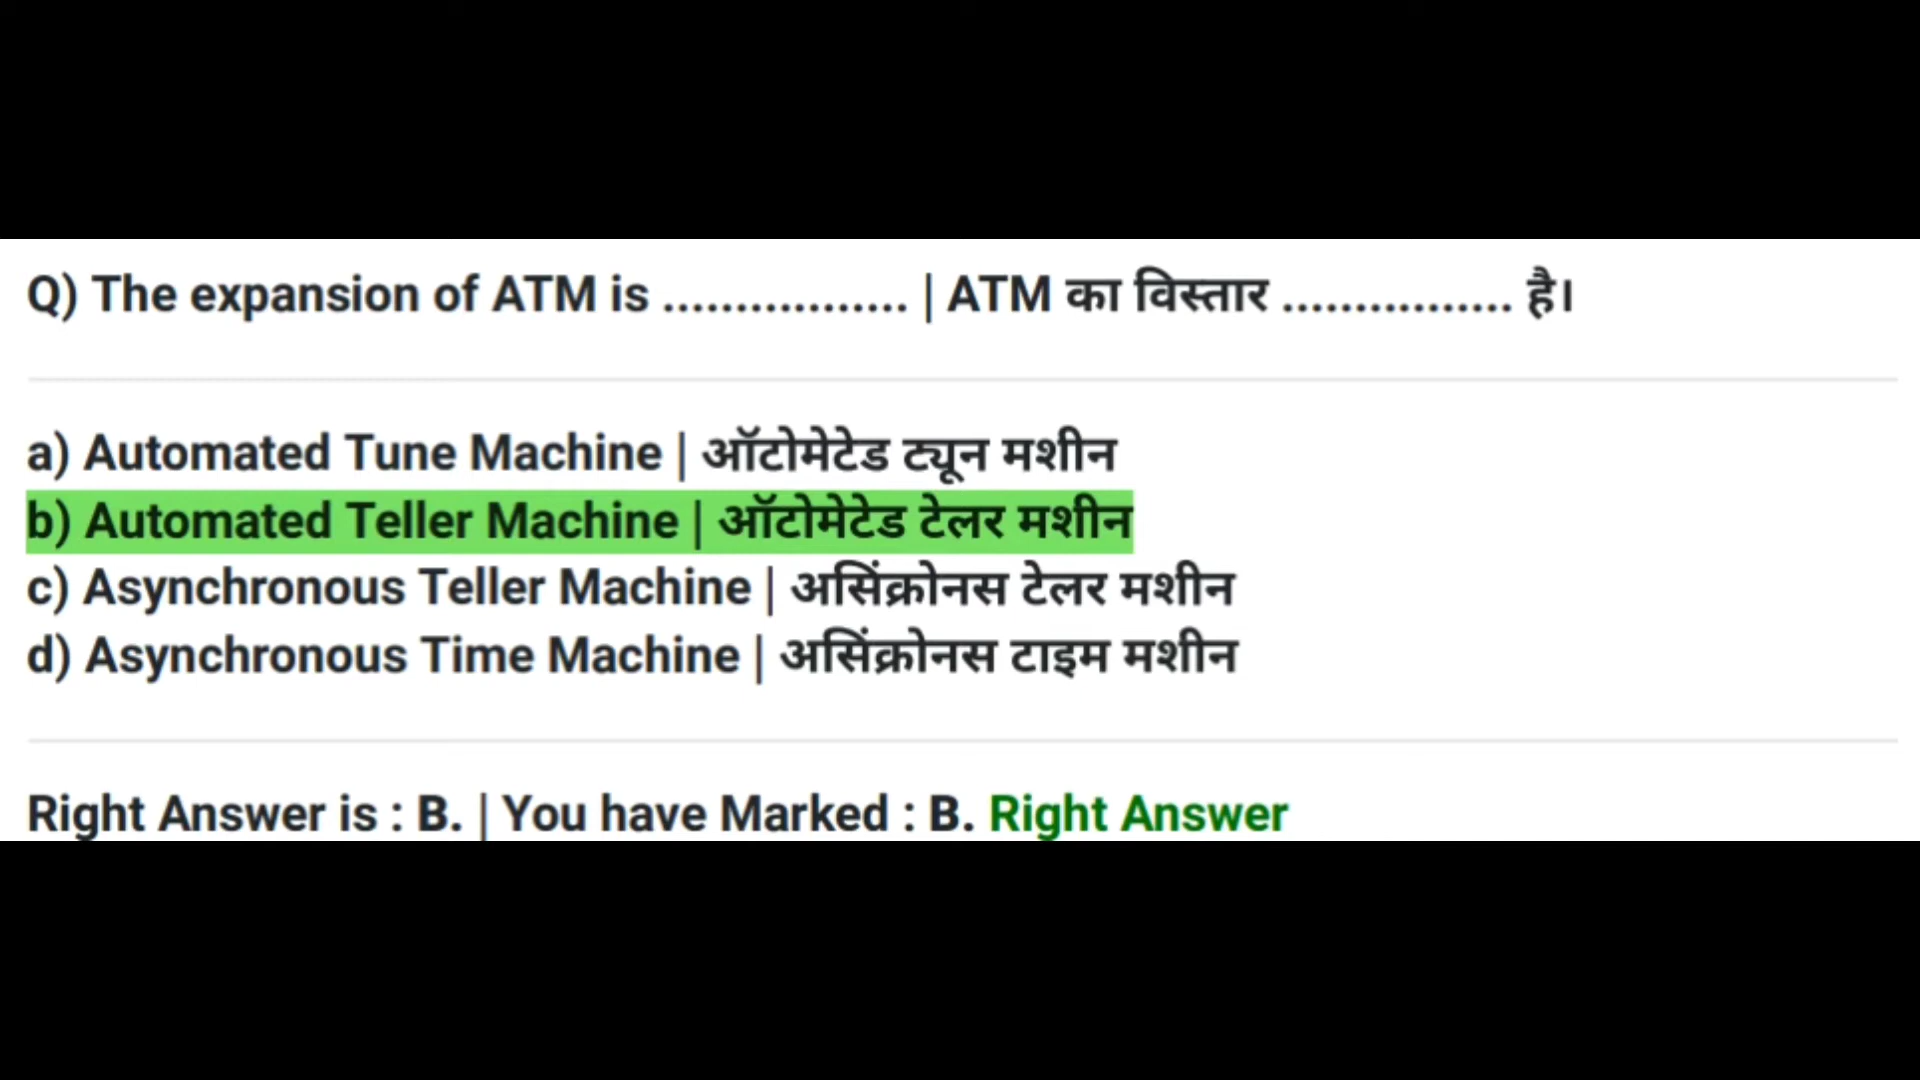 Q) The expansion of ATM is ................. | ATM का विस्तार ................ है।
a) Automated Tune Machine | ऑटोमेटेड ट्यून मशीन
b) Automated Teller Machine | ऑटोमेटेड टेलर मशीन
c) Asynchronous Teller Machine | असिंक्रोनस टेलर मशीन
d) Asynchronous Time Machine | असिंक्रोनस टाइम मशीन
Right Answer is : B. | You have Marked : B. Right Answer